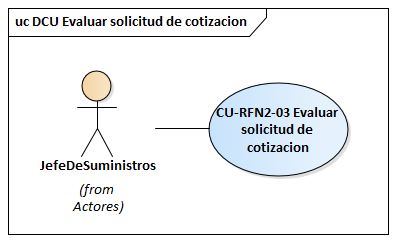 uc DCU Evaluar solicitud de cotizacion
CU-RFN2-03 Evaluar
solicitud de
cotizacion
JefeDeSuministros
(from
Actores)